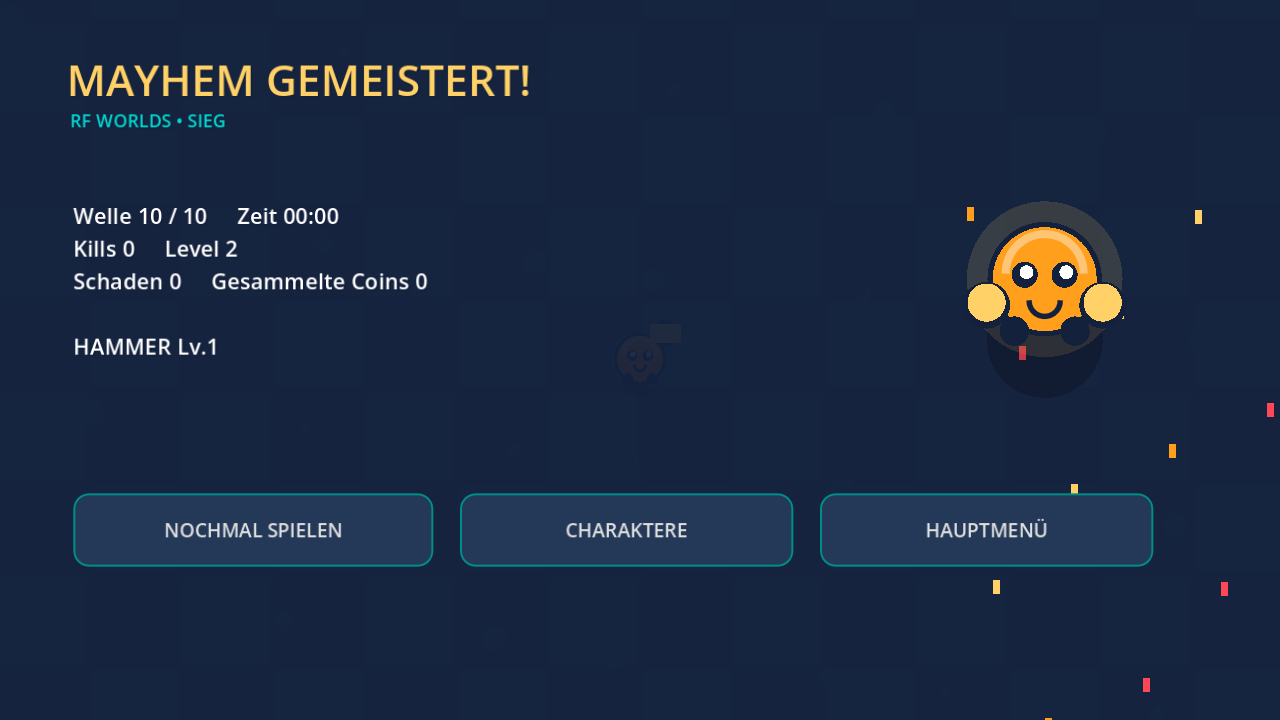 MAYHEM GEMEISTERT!
RF WORLDS • SIEG
Welle 10 / 10 Zeit 00:00
Kills 0 Level 2
Schaden 0 Gesammelte Coins 0
HAMMER Lv.1
NOCHMAL SPIELEN
CHARAKTERE
HAUPTMENÜ